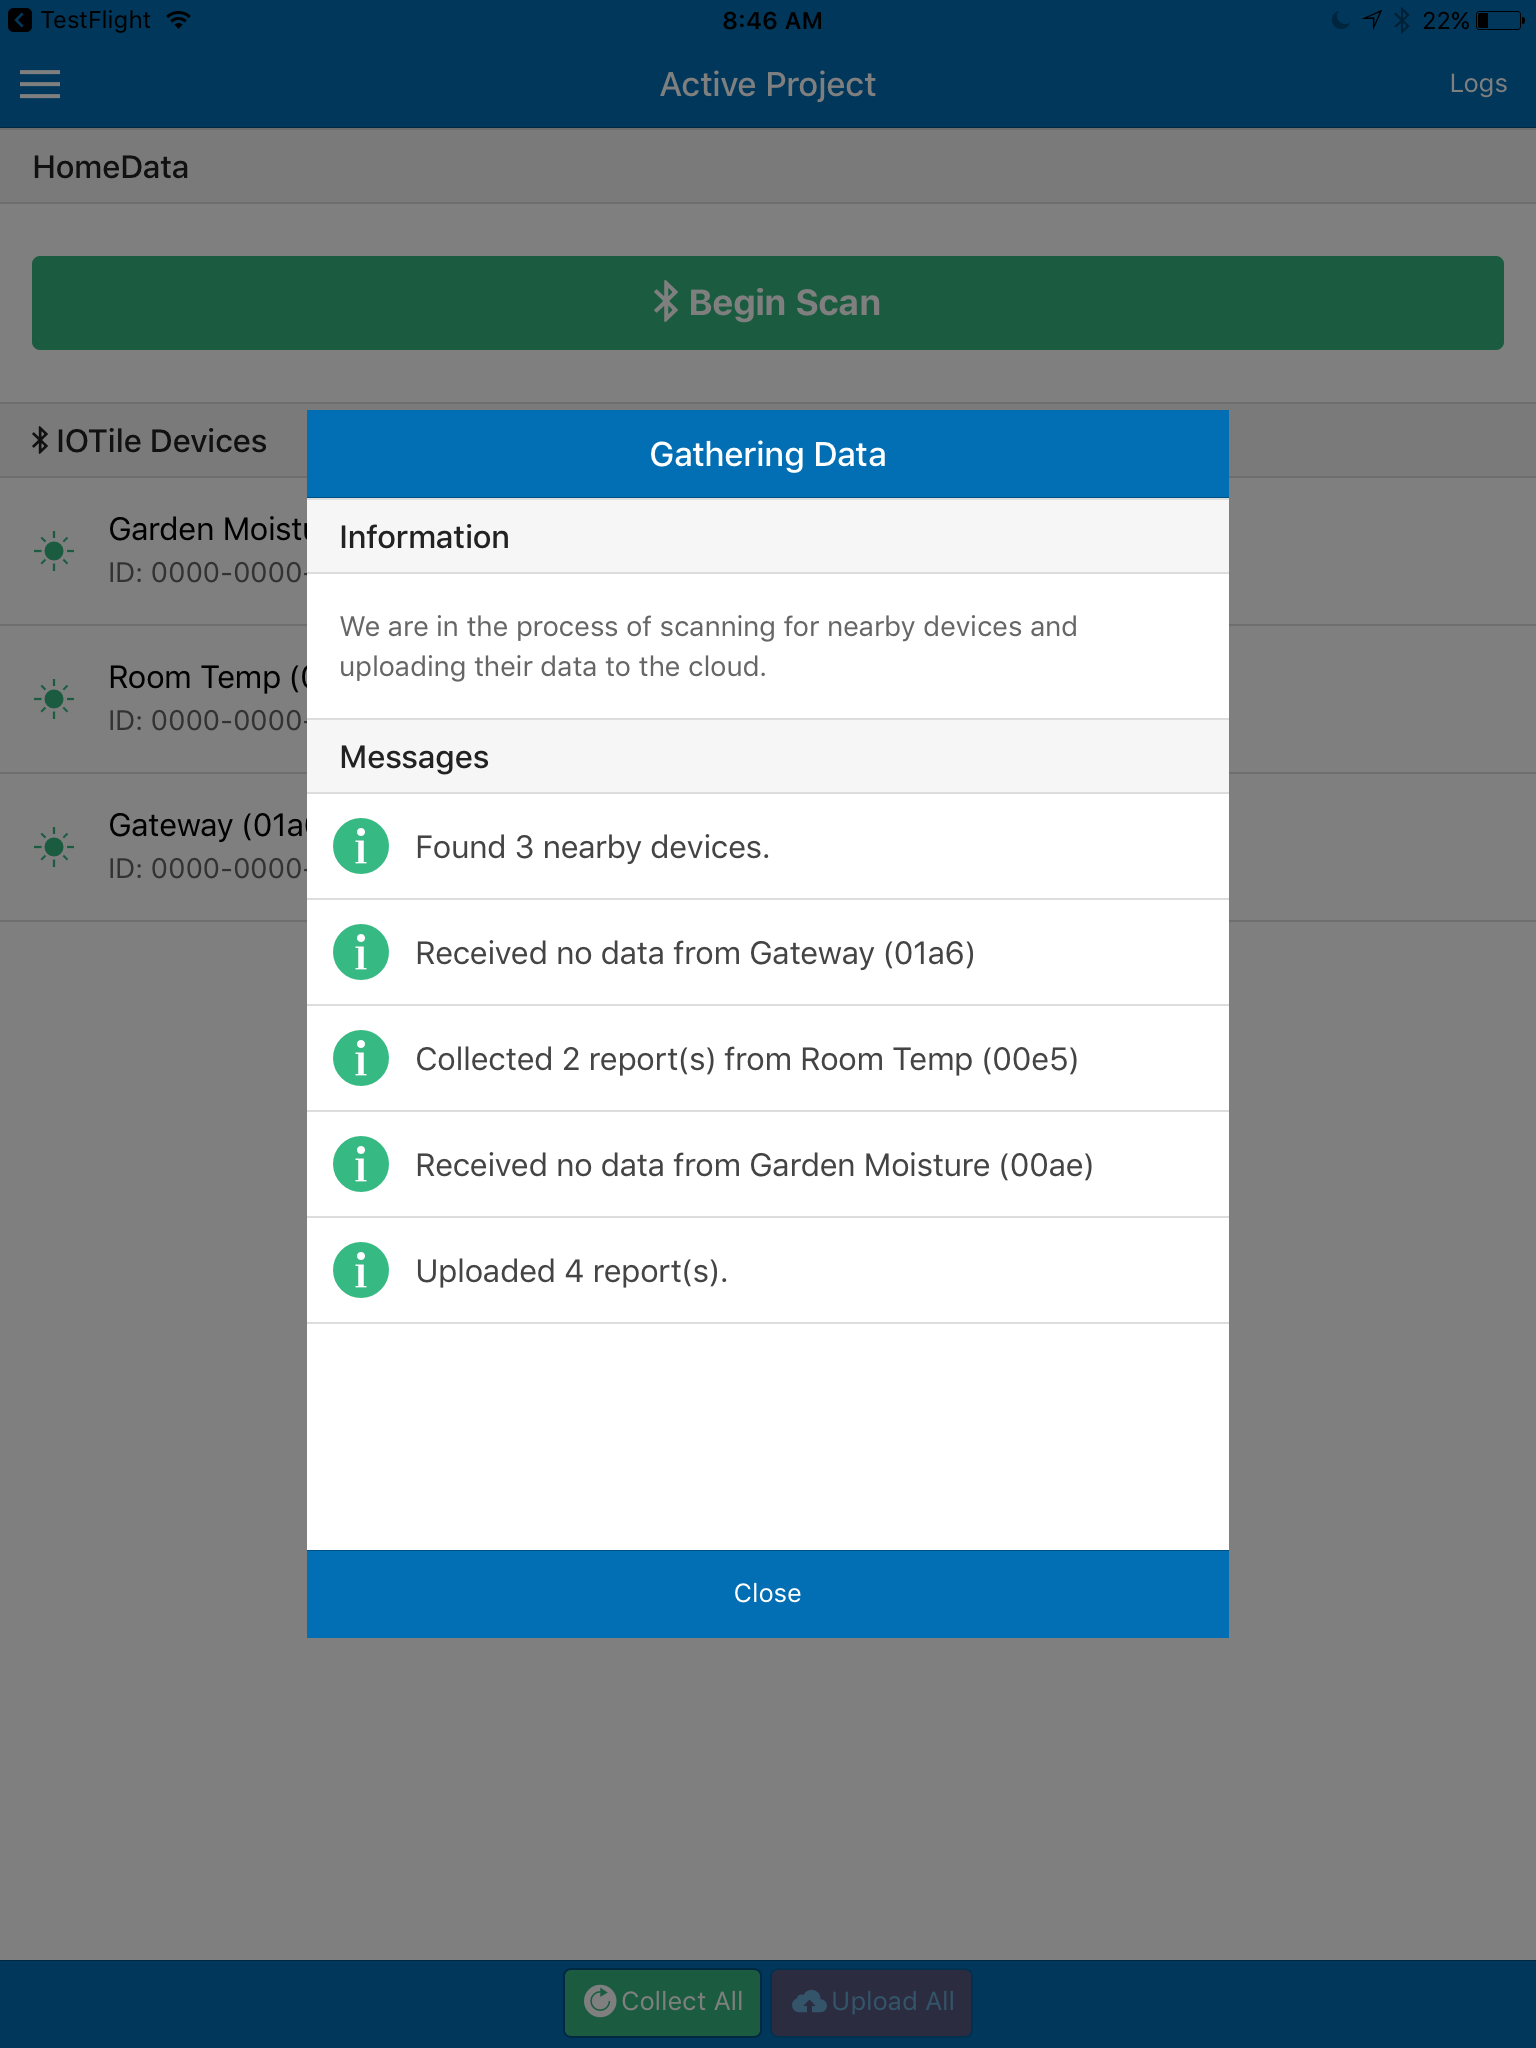 TestFlight
8:46 AM
22%
Active Project
Logs
HomeData
Begin Scan
IOTile Devices
Garden Moistu
ID: 0000-0000-
Room Temp (0
ID: 0000-0000-
Gateway (01a
ID: 0000-0000-
Gathering Data
Information
We are in the process of scanning for nearby devices and
uploading their data to the cloud.
Messages
Found 3 nearby devices.
Received no data from Gateway (01a6)
Collected 2 report(s) from Room Temp (00e5)
Received no data from Garden Moisture (00ae)
Uploaded 4 report(s).
Close
Collect All
Upload All